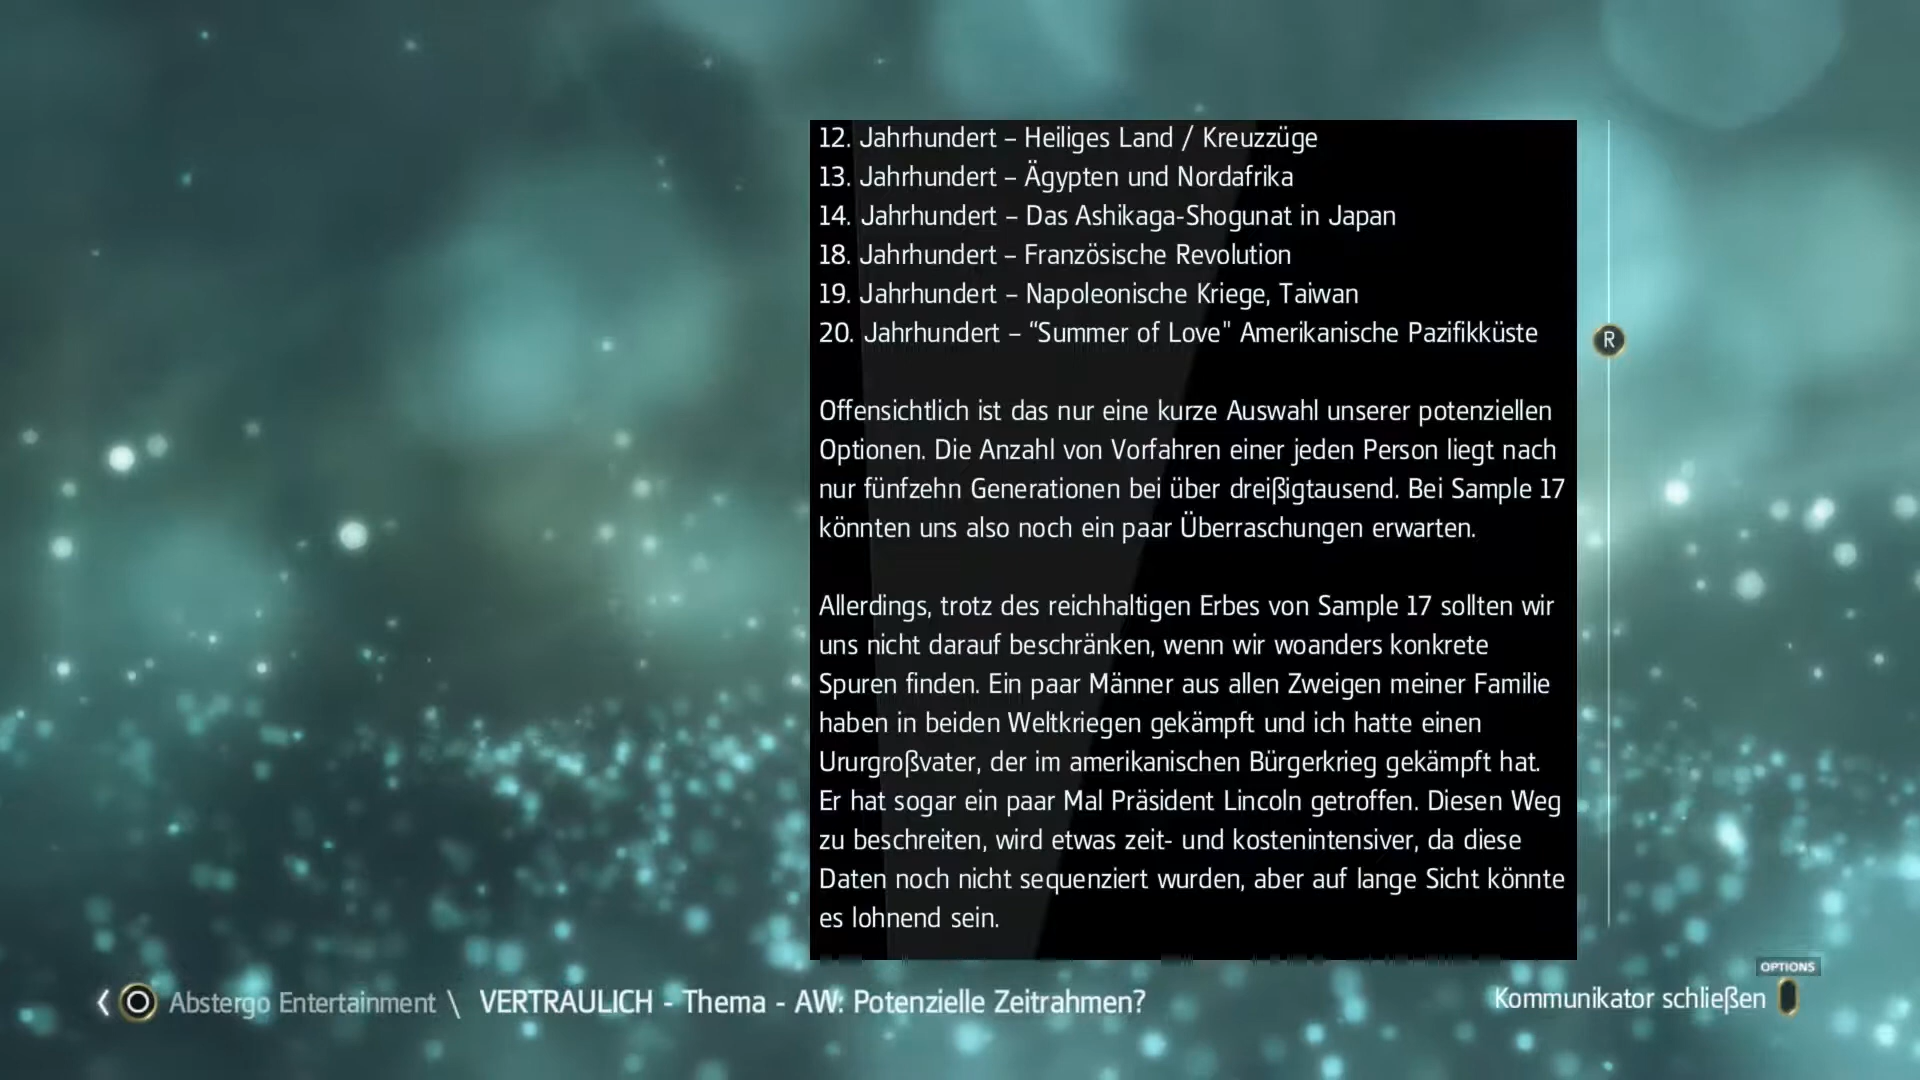 12. Jahrhundert – Heiliges Land / Kreuzzüge
13. Jahrhundert – Ägypten und Nordafrika
14. Jahrhundert – Das Ashikaga-Shogunat in Japan
18. Jahrhundert – Französische Revolution
19. Jahrhundert – Napoleonische Kriege, Taiwan
20. Jahrhundert – “Summer of Love" Amerikanische Pazifikküste
Offensichtlich ist das nur eine kurze Auswahl unserer potenziellen
Optionen. Die Anzahl von Vorfahren einer jeden Person liegt nach
nur fünfzehn Generationen bei über dreißigtausend. Bei Sample 17
könnten uns also noch ein paar Überraschungen erwarten.
Allerdings, trotz des reichhaltigen Erbes von Sample 17 sollten wir
uns nicht darauf beschränken, wenn wir woanders konkrete
Spuren finden. Ein paar Männer aus allen Zweigen meiner Familie
haben in beiden Weltkriegen gekämpft und ich hatte einen
Ururgroßvater, der im amerikanischen Bürgerkrieg gekämpft hat.
Er hat sogar ein paar Mal Präsident Lincoln getroffen. Diesen Weg
zu beschreiten, wird etwas zeit- und kostenintensiver, da diese
Daten noch nicht sequenziert wurden, aber auf lange Sicht könnte
es lohnend sein.
R
Abstergo Entertainment \ VERTRAULICH - Thema - AW: Potenzielle Zeitrahmen?
OPTIONS
Kommunikator schließen